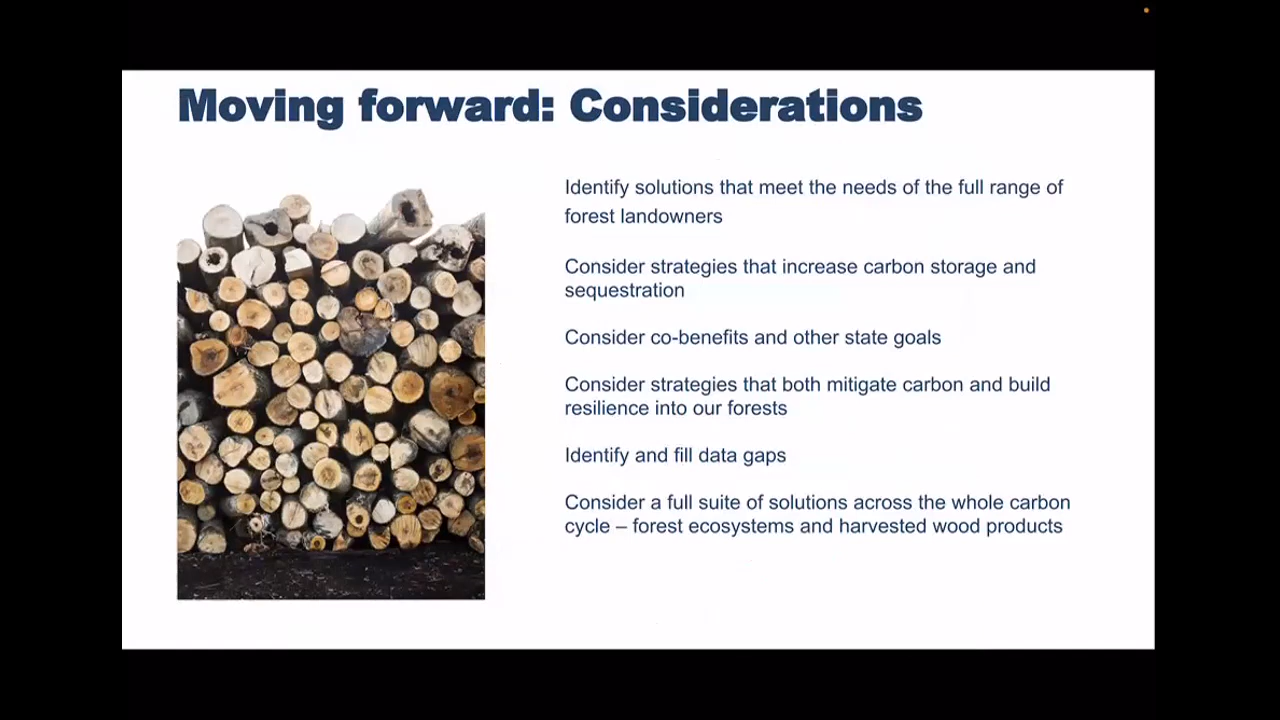 Moving forward: Considerations
Identify solutions that meet the needs of the full range of
forest landowners
Consider strategies that increase carbon storage and
sequestration
Consider co-benefits and other state goals
Consider strategies that both mitigate carbon and build
resilience into our forests
Identify and fill data gaps
Consider a full suite of solutions across the whole carbon
cycle – forest ecosystems and harvested wood products